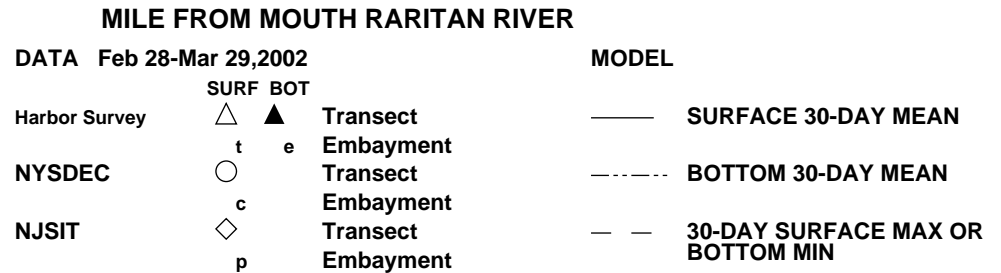 MILE FROM MOUTH RARITAN RIVER
DATA Feb 28-Mar 29,2002 MODEL
SURF BOT
Harbor Survey △ ▲ Transect SURFACE 30-DAY MEAN
t e Embayment
NYSDEC ○ Transect BOTTOM 30-DAY MEAN
c Embayment
NJSIT ◇ Transect 30-DAY SURFACE MAX OR
BOTTOM MIN
p Embayment